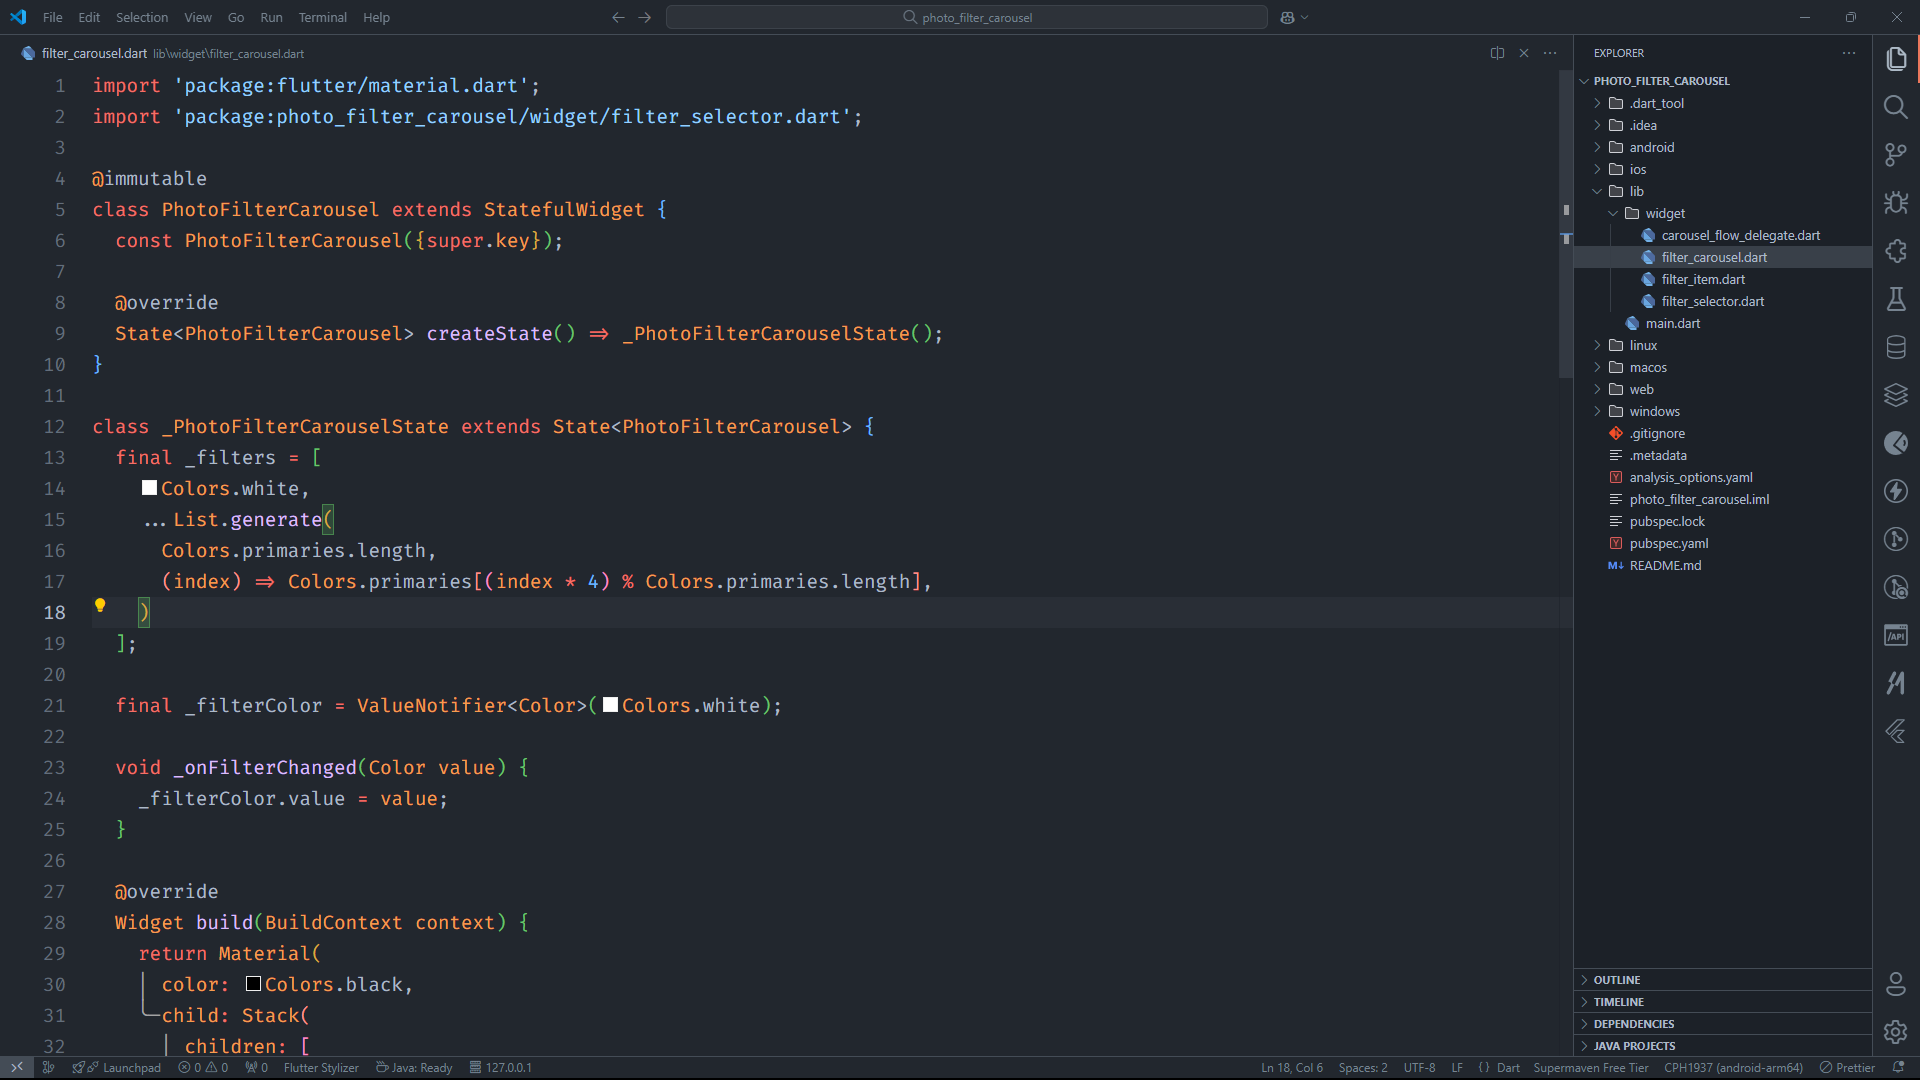 File Edit Selection View Go Run Terminal Help
photo_filter_carousel
filter_carousel.dart lib\widget\filter_carousel.dart
1 import 'package:flutter/material.dart';
2 import 'package:photo_filter_carousel/widget/filter_selector.dart';
3
4 @immutable
5 class PhotoFilterCarousel extends StatefulWidget {
6 const PhotoFilterCarousel({super.key});
7
8 @override
9 State<PhotoFilterCarousel> createState() => _PhotoFilterCarouselState();
10 }
11
12 class _PhotoFilterCarouselState extends State<PhotoFilterCarousel> {
13 final _filters = [
14 Colors.white,
15 ...List.generate(
16 Colors.primaries.length,
17 (index) => Colors.primaries[(index * 4) % Colors.primaries.length],
18 )
19 ];
20
21 final _filterColor = ValueNotifier<Color>(Colors.white);
22
23 void _onFilterChanged(Color value) {
24 _filterColor.value = value;
25 }
26
27 @override
28 Widget build(BuildContext context) {
29 return Material(
30 color: Colors.black,
31 child: Stack(
32 children: [
EXPLORER
PHOTO_FILTER_CAROUSEL
.dart_tool
.idea
android
ios
lib
widget
carousel_flow_delegate.dart
filter_carousel.dart
filter_item.dart
filter_selector.dart
main.dart
linux
macos
web
windows
.gitignore
.metadata
analysis_options.yaml
photo_filter_carousel.iml
pubspec.lock
pubspec.yaml
README.md
OUTLINE
TIMELINE
DEPENDENCIES
JAVA PROJECTS
Launchpad 0 0 0 Flutter Stylizer Java: Ready 127.0.0.1 Ln 18, Col 6 Spaces: 2 UTF-8 LF { } Dart Supermaven Free Tier CPH1937 (android-arm64) Prettier